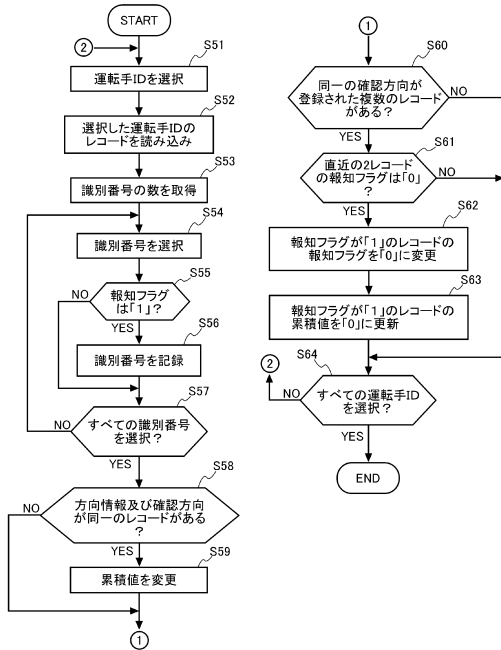 START
②
S51
運転手IDを選択
S52
選択した運転手IDの
レコードを読み込み
S53
識別番号の数を取得
S54
識別番号を選択
S55
NO
報知フラグ
は「1」?
YES
S56
識別番号を記録
S57
NO
すべての識別番号
を選択?
YES
S58
NO
方向情報及び確認方向
が同一のレコードがある
?
YES
S59
累積値を変更
①
①
S60
同一の確認方向が
登録された複数のレコード
がある?
NO
YES
S61
直近の2レコード
の報知フラグは「0」
?
NO
YES
S62
報知フラグが「1」のレコードの
報知フラグを「0」に変更
S63
報知フラグが「1」のレコードの
累積値を「0」に更新
②
S64
NO
すべての運転手ID
を選択?
YES
END